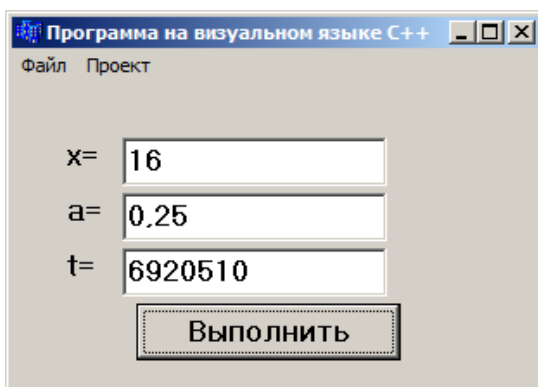 Программа на визуальном языке C++
Файл Проект
x= 16
a= 0,25
t= 6920510
Выполнить